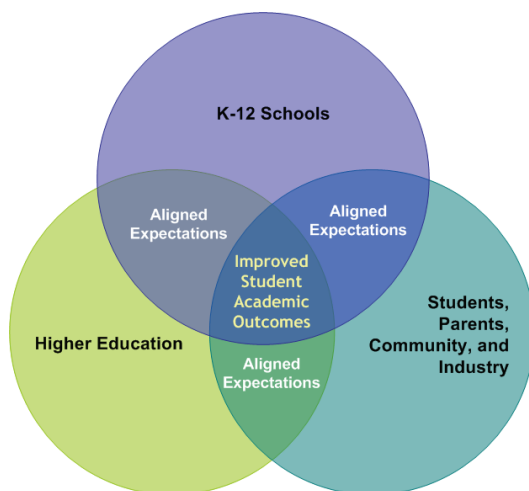 K-12 Schools
Aligned
Expectations
Aligned
Expectations
Improved
Student
Academic
Outcomes
Higher Education
Students,
Parents,
Community, and
Industry
Aligned
Expectations